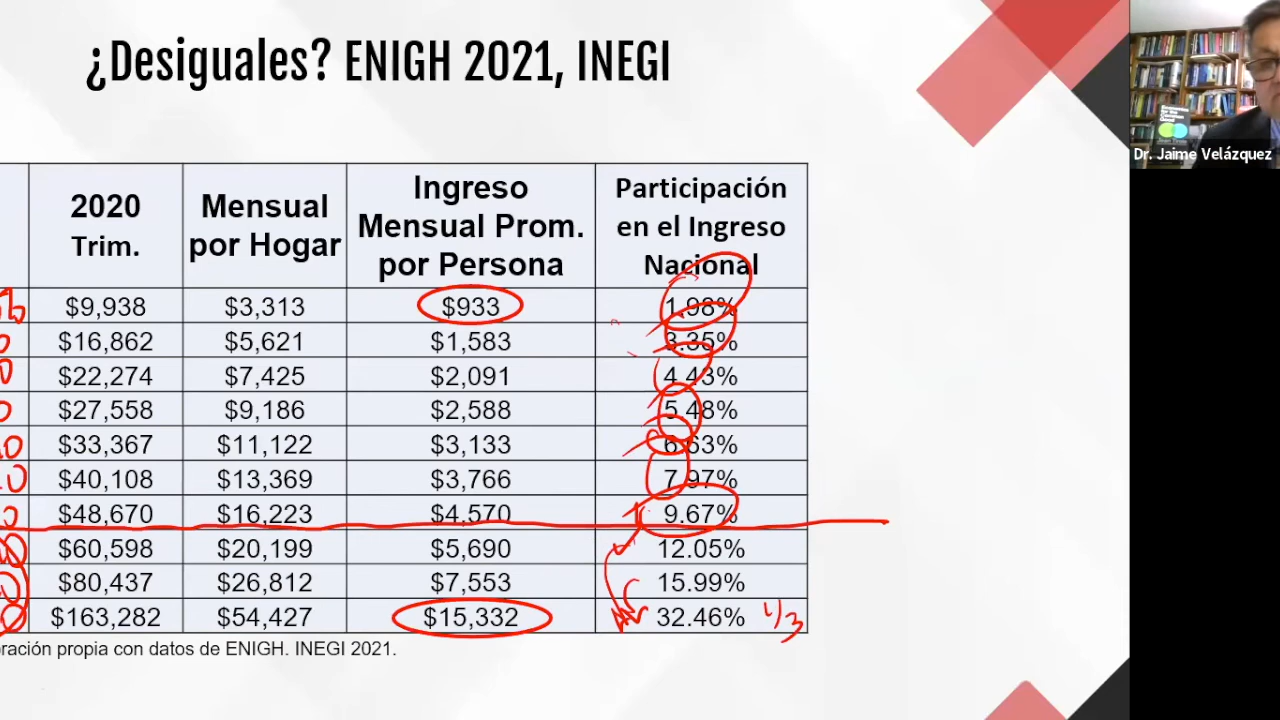 ¿Desiguales? ENIGH 2021, INEGI
Dr. Jaime Velázquez
2020 Trim. Mensual por Hogar Ingreso Mensual Prom. por Persona Participación en el Ingreso Nacional
$9,938 $3,313 $933 1.98%
$16,862 $5,621 $1,583 3.35%
$22,274 $7,425 $2,091 4.43%
$27,558 $9,186 $2,588 5.48%
$33,367 $11,122 $3,133 6.63%
$40,108 $13,369 $3,766 7.97%
$48,670 $16,223 $4,570 9.67%
$60,598 $20,199 $5,690 12.05%
$80,437 $26,812 $7,553 15.99%
$163,282 $54,427 $15,332 32.46% 1/3
ración propia con datos de ENIGH. INEGI 2021.